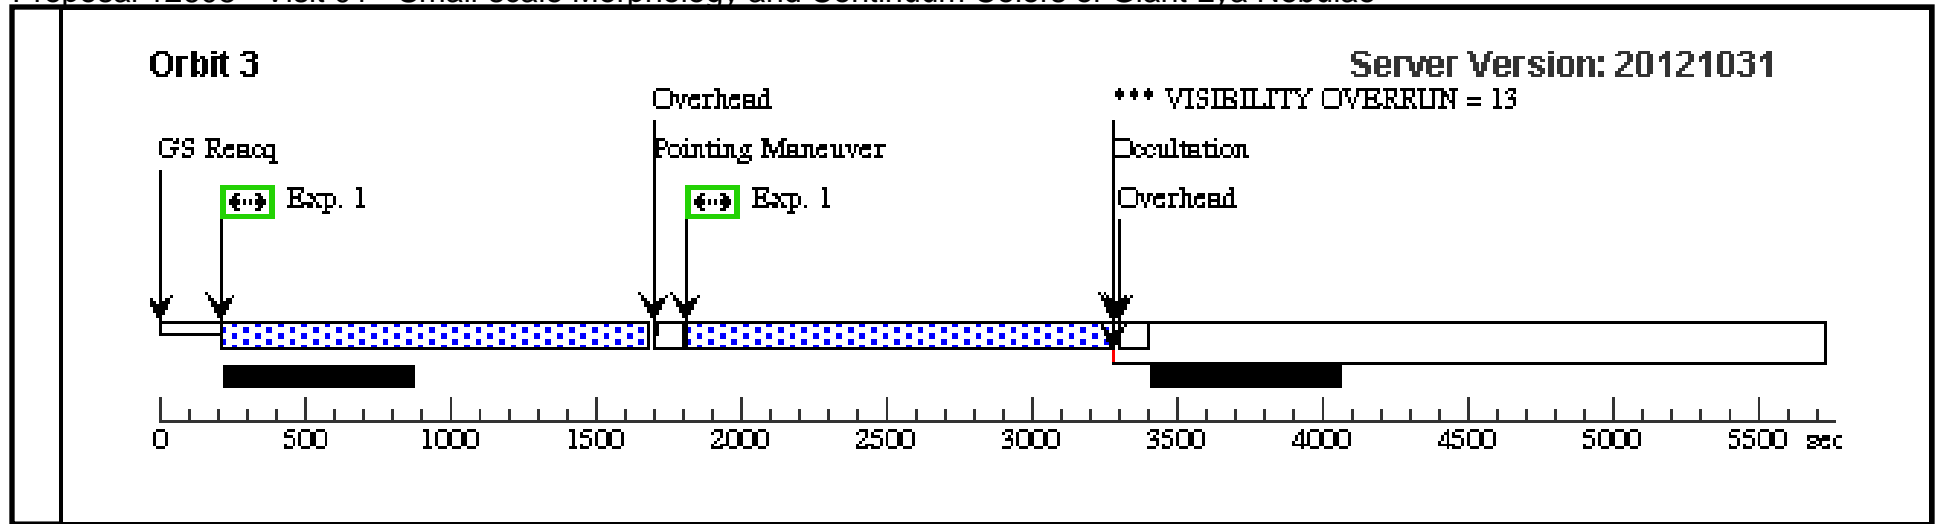 Orbit 3
Server Version: 20121031
Overhead
*** VISIBILITY OVERRUN = 13
GS Reacq
Pointing Maneuver
Occultation
Exp. 1
Exp. 1
Overhead
0 500 1000 1500 2000 2500 3000 3500 4000 4500 5000 5500 sec